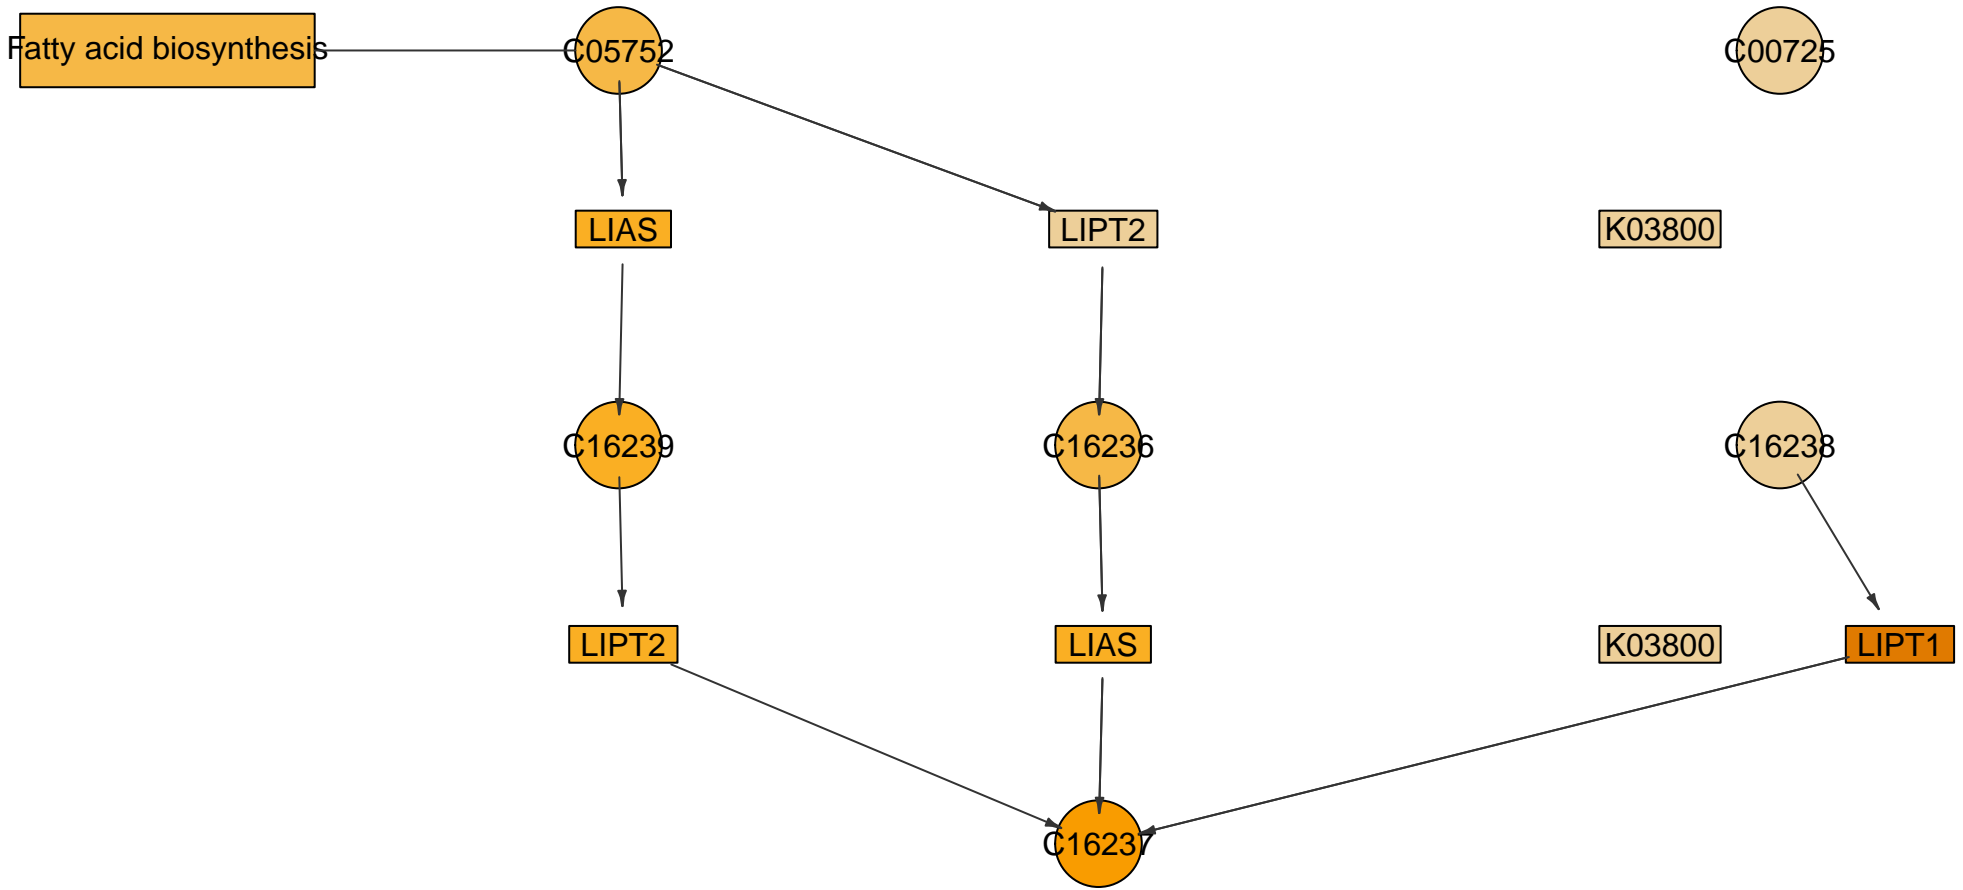 Fatty acid biosynthesis
C05752
C00725
LIAS
LIPT2
K03800
C16239
C16236
C16238
LIPT2
LIAS
K03800
LIPT1
C16237